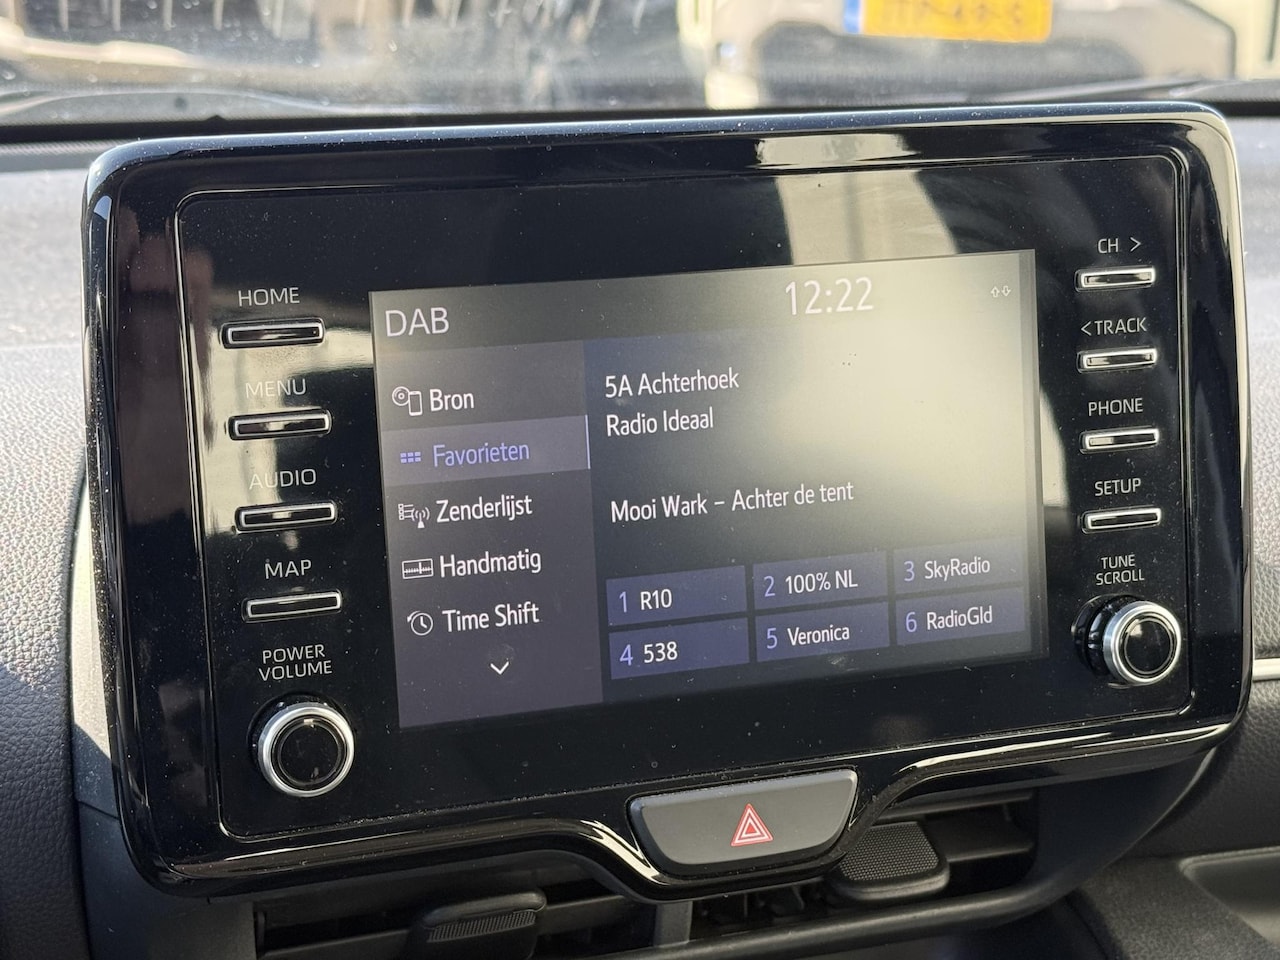 HOME
MENU
AUDIO
MAP
POWER
VOLUME
DAB
12:22
Bron
Favorieten
Zenderlijst
Handmatig
Time Shift
5A Achterhoek
Radio Ideaal
Mooi Wark – Achter de tent
1 R10
2 100% NL
3 SkyRadio
4 538
5 Veronica
6 RadioGld
CH >
< TRACK
PHONE
SETUP
TUNE
SCROLL